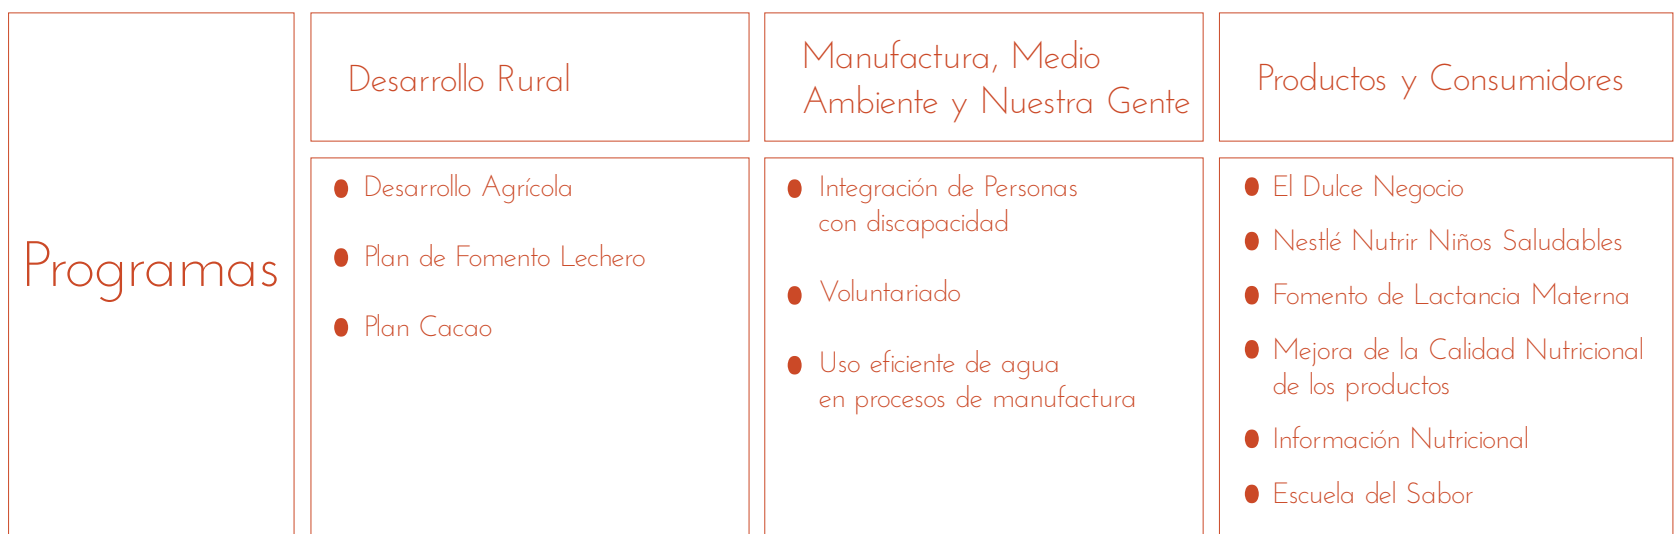 Programas
Desarrollo Rural
Desarrollo Agrícola
Plan de Fomento Lechero
Plan Cacao
Manufactura, Medio
Ambiente y Nuestra Gente
Integración de Personas
con discapacidad
Voluntariado
Uso eficiente de agua
en procesos de manufactura
Productos y Consumidores
El Dulce Negocio
Nestlé Nutrir Niños Saludables
Fomento de Lactancia Materna
Mejora de la Calidad Nutricional
de los productos
Información Nutricional
Escuela del Sabor